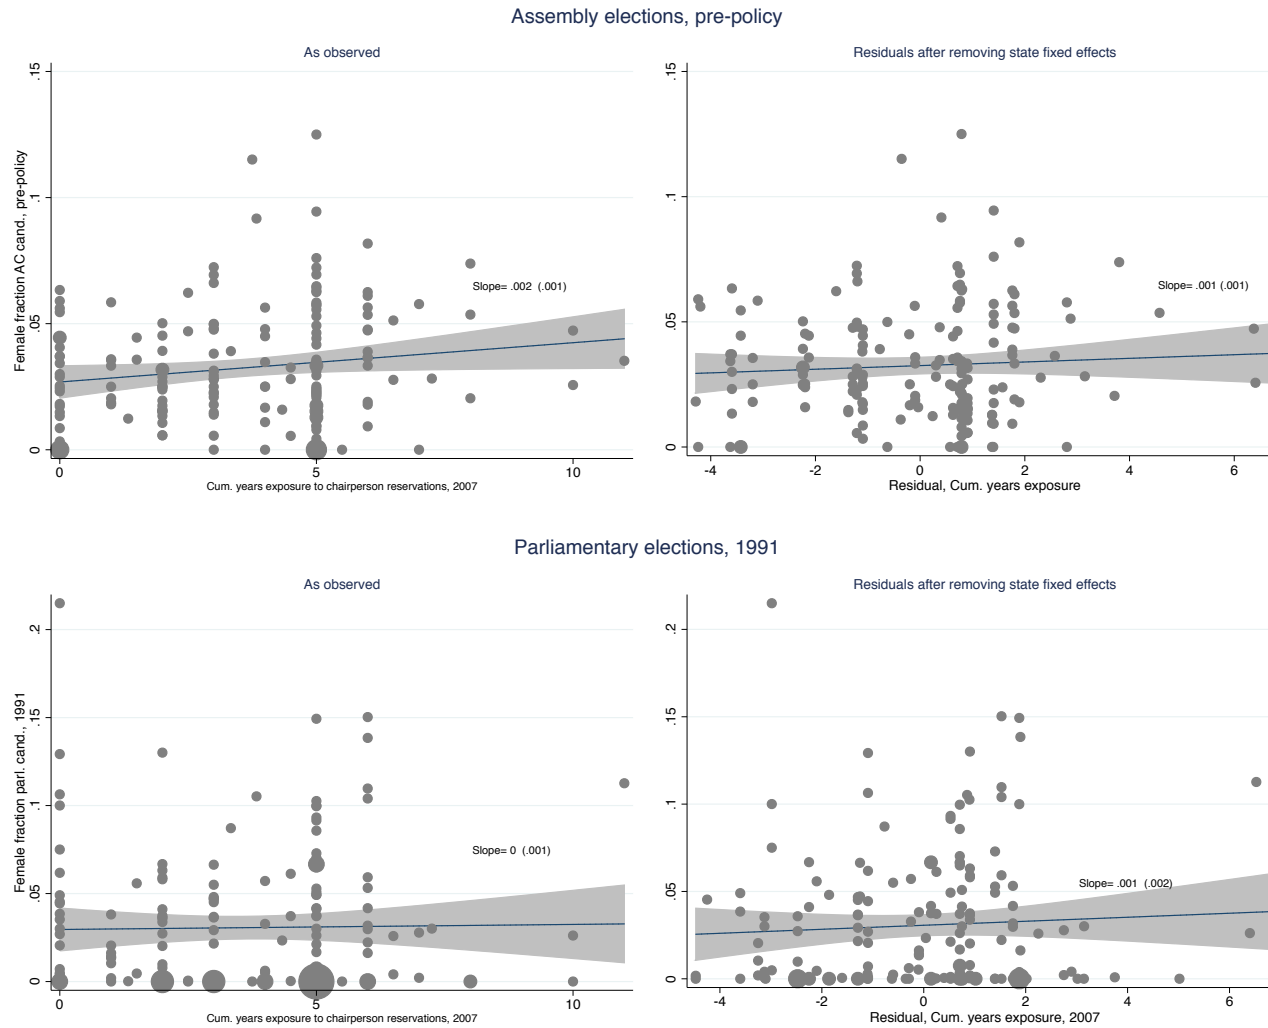 Assembly elections, pre-policy
As observed
Female fraction AC cand., pre-policy
.15
.1
.05
0
Slope= .002 (.001)
0 5 10
Cum. years exposure to chairperson reservations, 2007
Residuals after removing state fixed effects
.15
.1
.05
0
Slope= .001 (.001)
-4 -2 0 2 4 6
Residual, Cum. years exposure
Parliamentary elections, 1991
As observed
Female fraction parl. cand., 1991
.2
.15
.1
.05
0
Slope= 0 (.001)
0 5 10
Cum. years exposure to chairperson reservations, 2007
Residuals after removing state fixed effects
.2
.15
.1
.05
0
Slope= .001 (.002)
-4 -2 0 2 4 6
Residual, Cum. years exposure, 2007